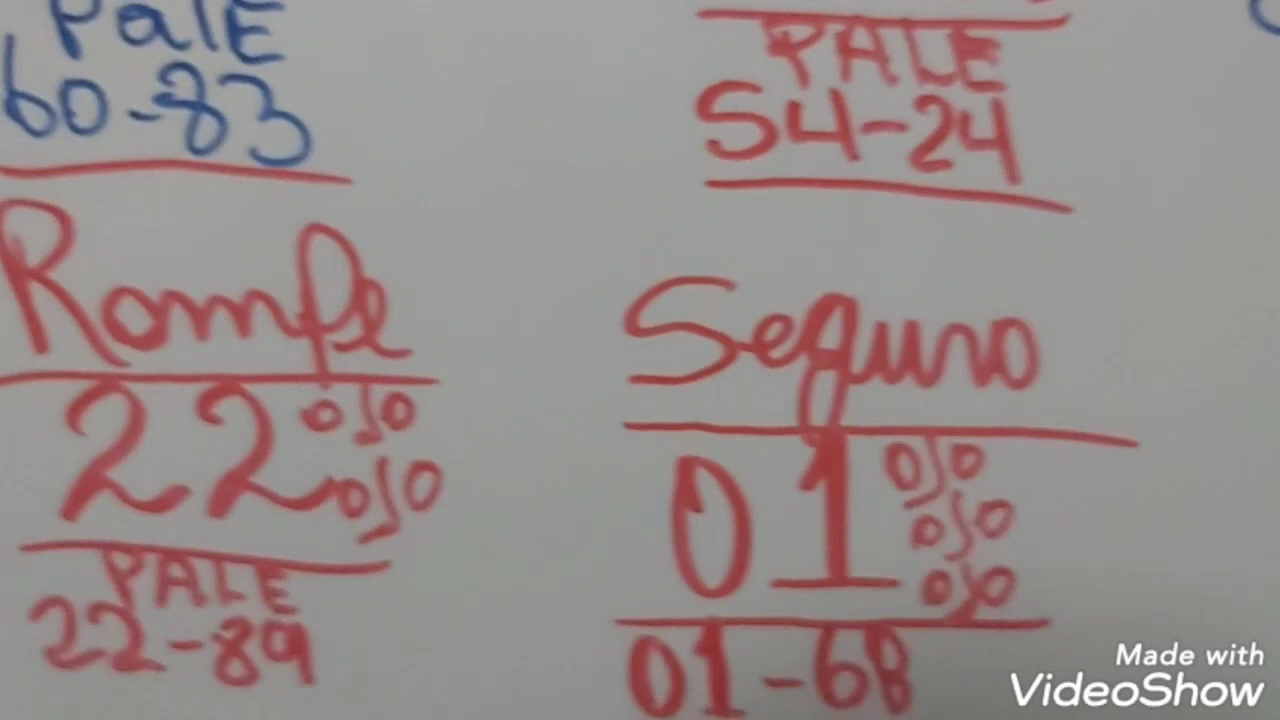 PalE
60-83
Rompe
22 %
%
PALE
22-89
PALE
54-24
Seguro
01 %
%
%
01-68
Made with
VideoShow